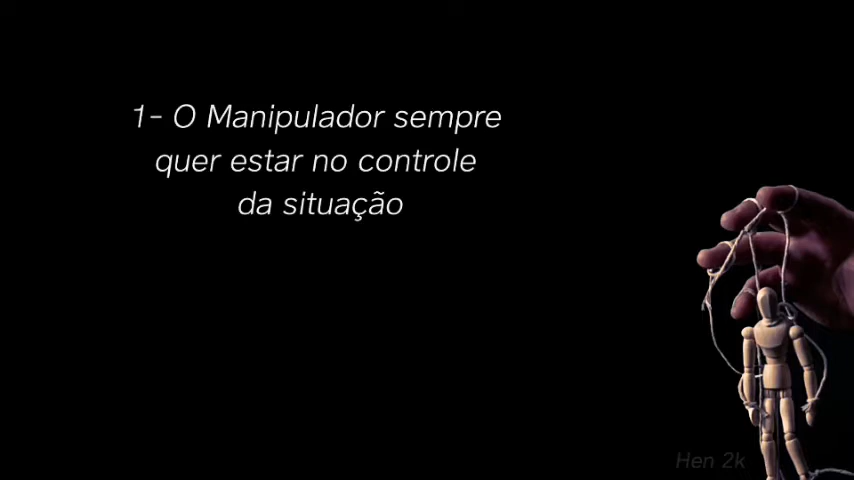 1- O Manipulador sempre
quer estar no controle
da situação
Hen 2k